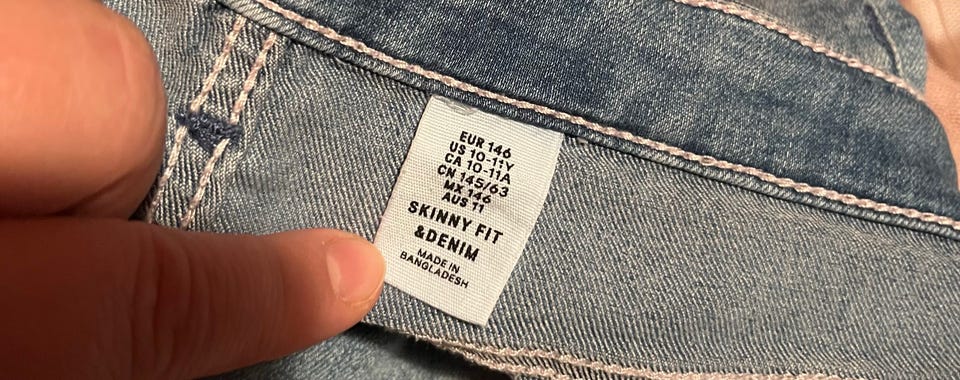 EUR 146
US 10-11Y
CA 10-11A
CN 145/63
MX 146
AUS 11
SKINNY FIT
&DENIM
MADE IN
BANGLADESH